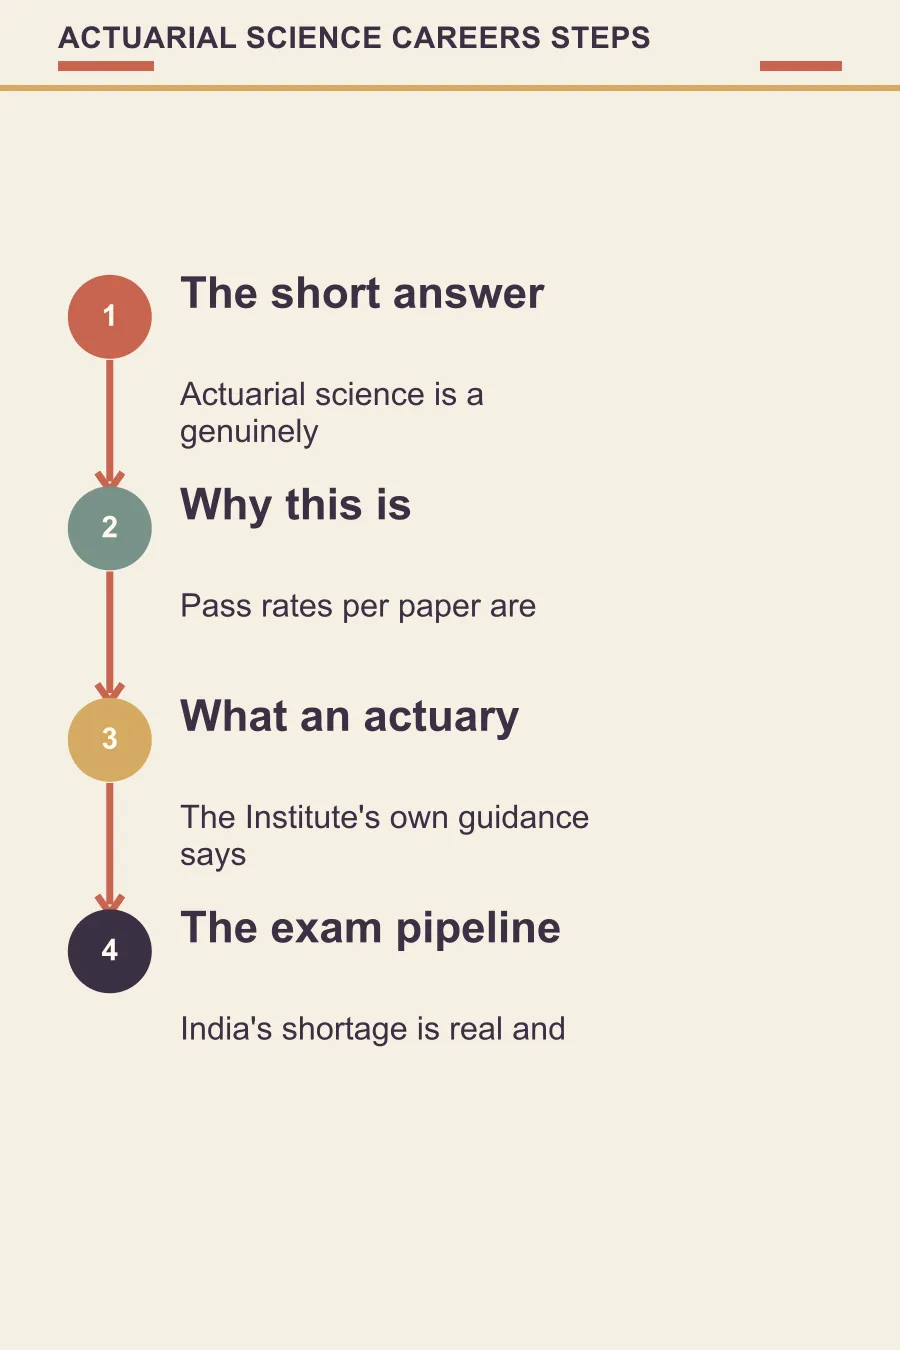 ACTUARIAL SCIENCE CAREERS STEPS
1
The short answer
Actuarial science is a
genuinely
2
Why this is
Pass rates per paper are
3
What an actuary
The Institute's own guidance
says
4
The exam pipeline
India's shortage is real and